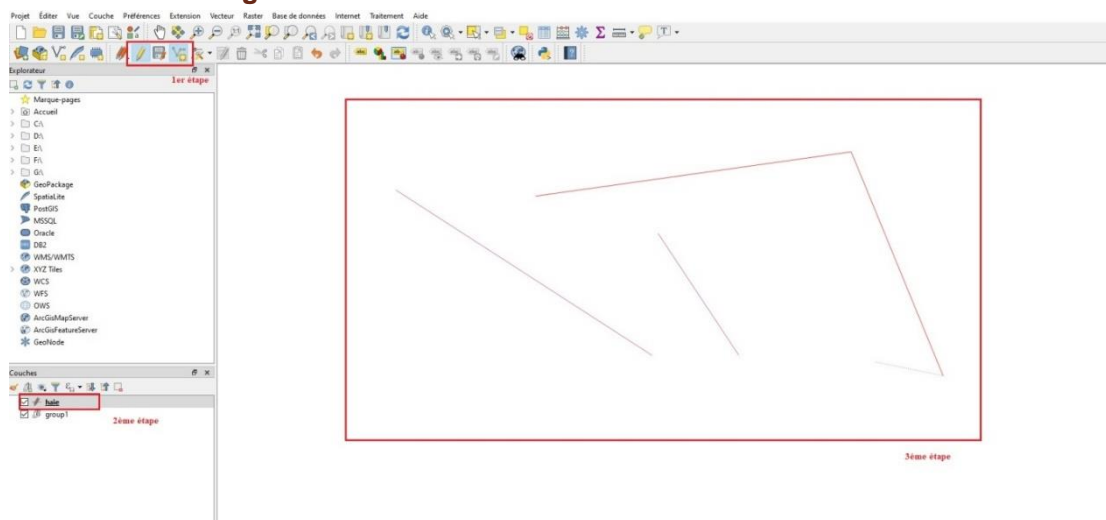 Projet Éditer Vue Couche Préférences Extension Vecteur Raster Base de données Internet Traitement Aide
Explorateur
1er étape
Marque-pages
Accueil
C:\
D:\
E:\
F:\
G:\
GeoPackage
SpatiaLite
PostGIS
MSSQL
Oracle
DB2
WMS/WMTS
XYZ Tiles
WCS
WFS
OWS
ArcGisMapServer
ArcGisFeatureServer
GeoNode
Couches
haie
group1
2ème étape
3ème étape